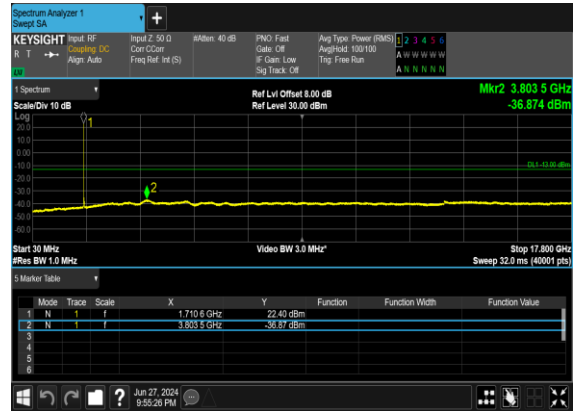 Spectrum Analyzer 1
Swept SA
+
KEYSIGHT Input: RF Input Z: 50 Ω #Atten: 40 dB PNO: Fast Avg Type: Power (RMS) 1 2 3 4 5 6
R T Coupling: DC Corr CCorr Gate: Off Avg|Hold: 100/100 A W W W W W
Align: Auto Freq Ref: Int (S) IF Gain: Low Trig: Free Run
Sig Track: Off A N N N N N
1 Spectrum Ref Lvl Offset 8.00 dB Mkr2 3.803 5 GHz
Scale/Div 10 dB Ref Level 30.00 dBm -36.874 dBm
Log
1
20.0
10.0
0.00
-10.0
DL1 -13.00 dBm
-20.0
-30.0
2
-40.0
-50.0
-60.0
Start 30 MHz Video BW 3.0 MHz* Stop 17.800 GHz
#Res BW 1.0 MHz Sweep 32.0 ms (40001 pts)
5 Marker Table
Mode Trace Scale X Y Function Function Width Function Value
1 N 1 f 1.710 6 GHz 22.40 dBm
2 N 1 f 3.803 5 GHz -36.87 dBm
3
4
5
6
? Jun 27, 2024
9:55:26 PM